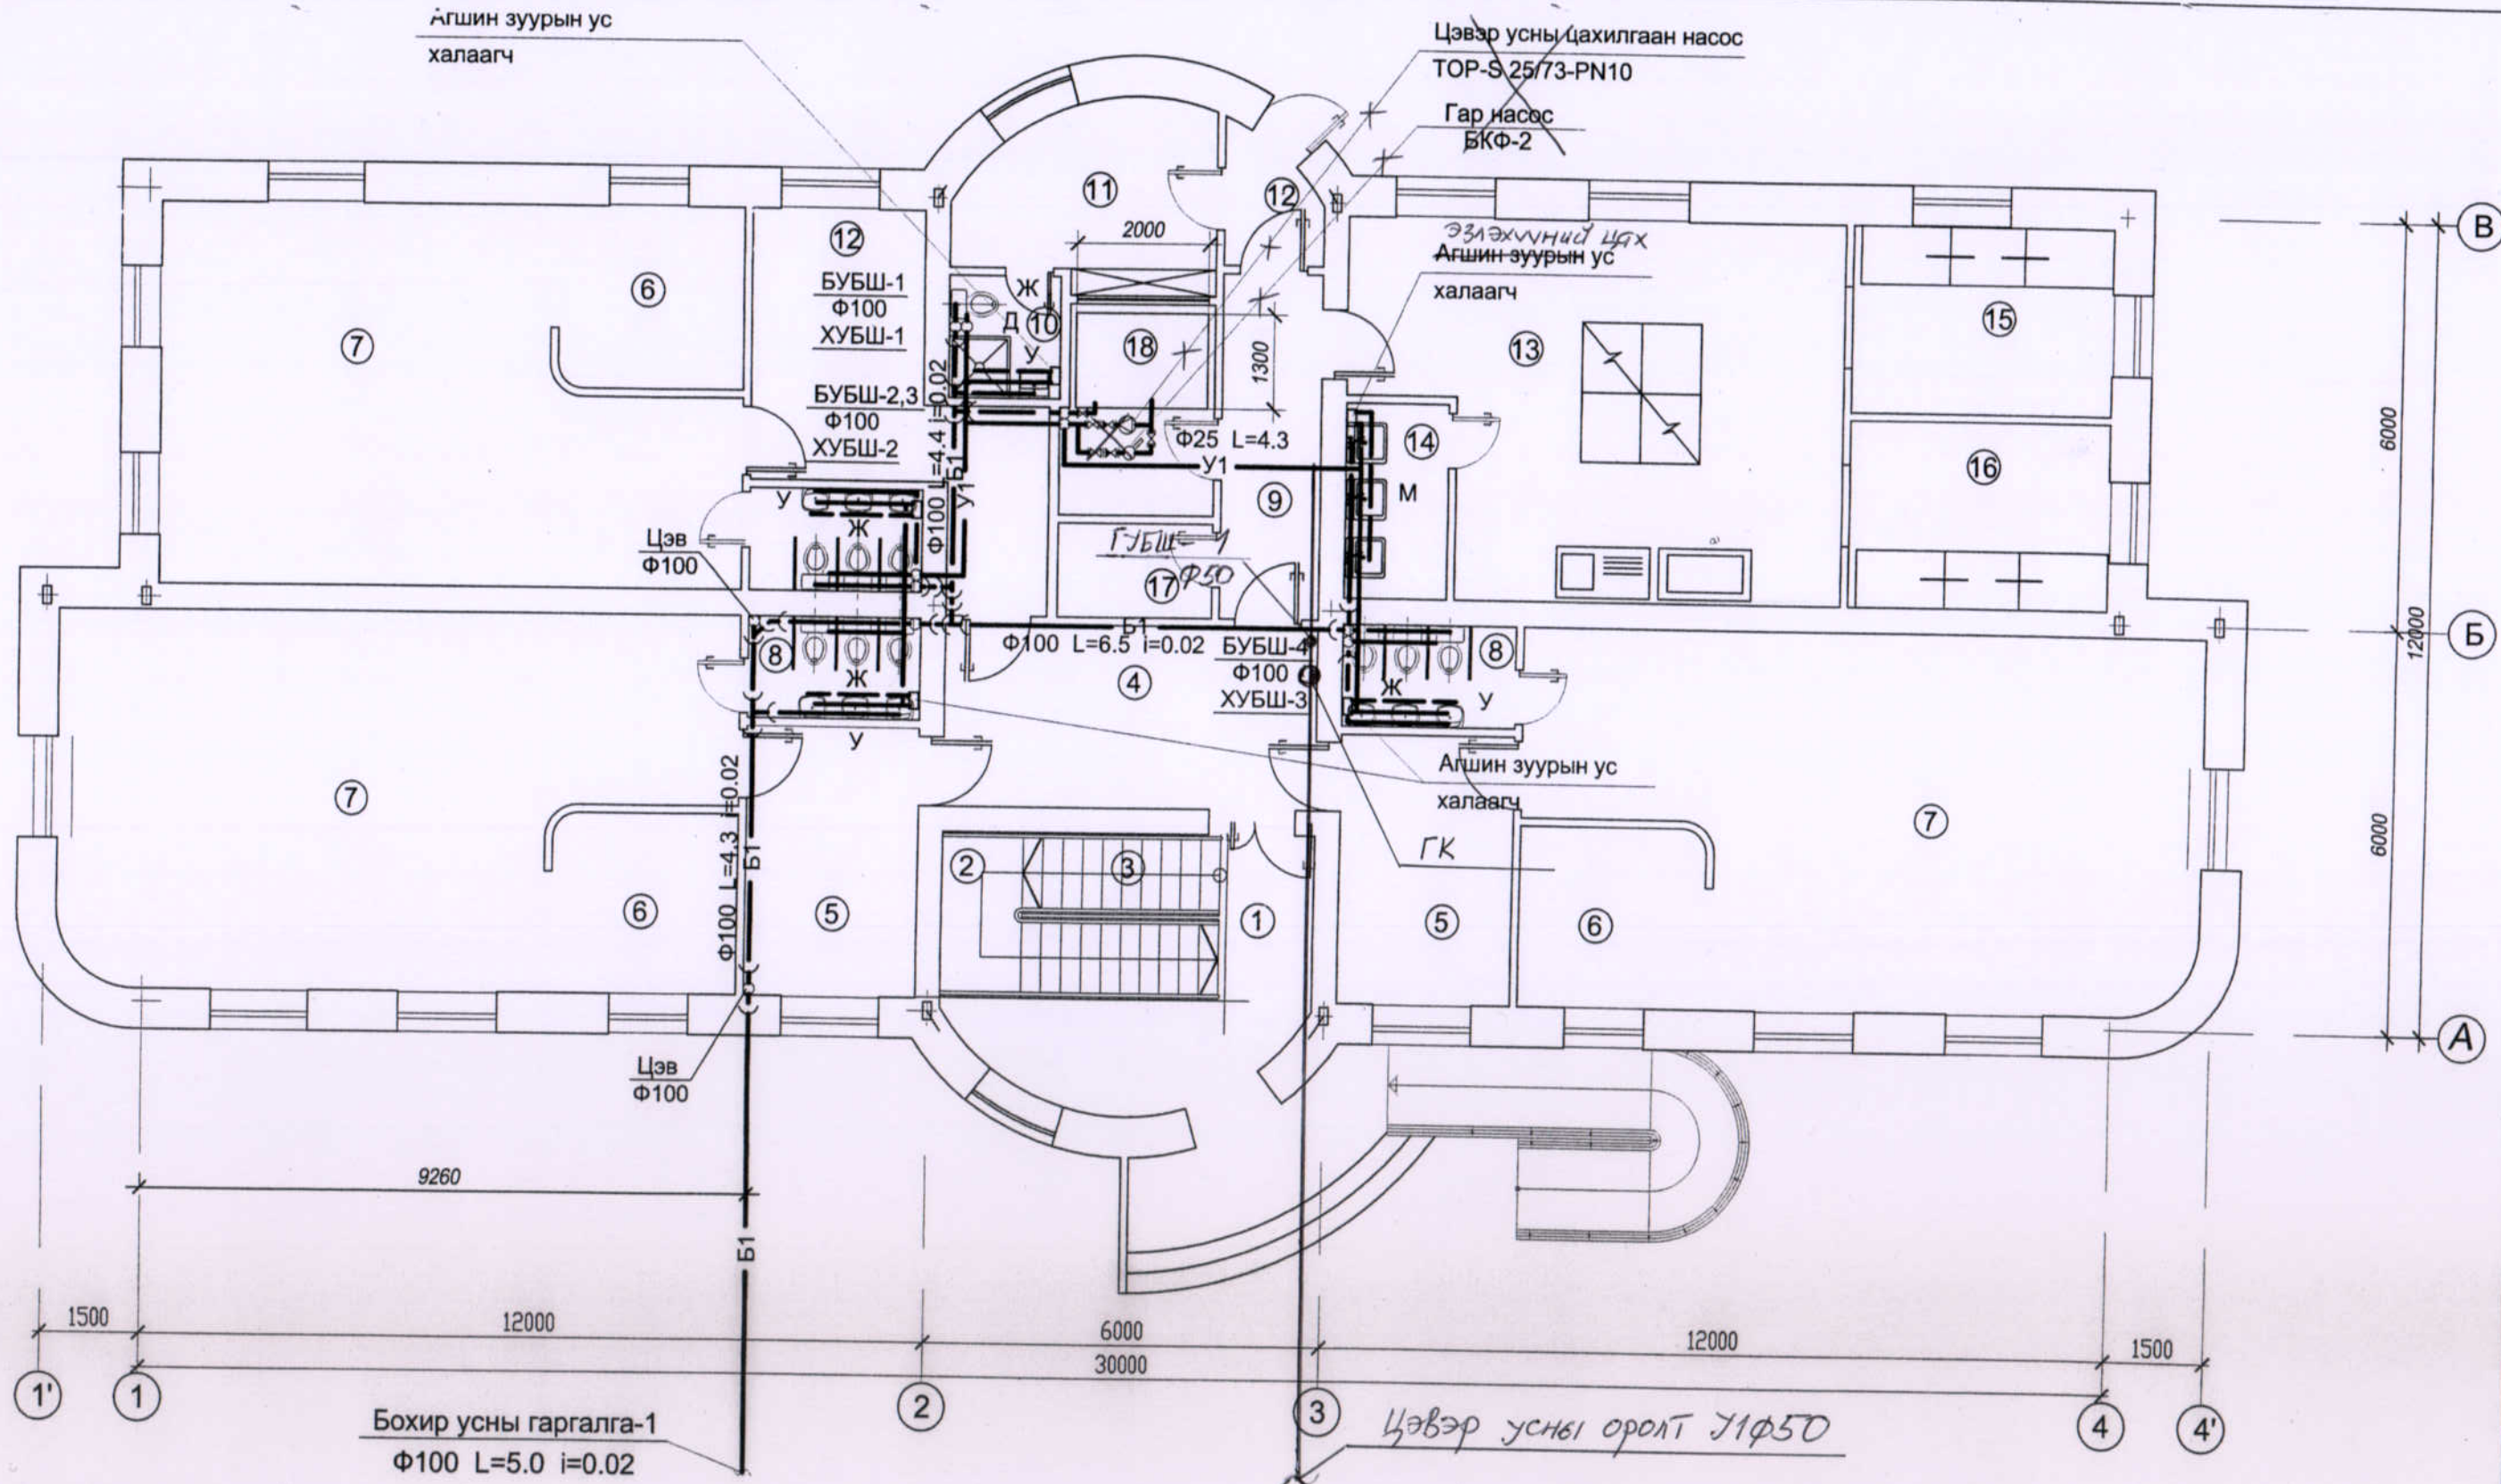 Агшин зуурын ус
халаагч
Цэвэр усны цахилгаан насос
TOP-S 25/73-PN10
Гар насос
БКФ-2
11
12
2000
12
Агшин зуурын ус
халаагч
В
6
БУБШ-1
Ф100
ХУБШ-1
Ж
Д
10
У
18
1300
13
15
7
БУБШ-2,3
Ф100
ХУБШ-2
Ф100 L=4.4 i=0.02
Б1
У1
Ф25 L=4.3
У1
14
М
16
6000
9
У
Ж
Цэв
Ф100
ГУБШ-1
Ф50
17
12000
Б
Б1
Ф100 L=6.5 i=0.02
БУБШ-4
Ф100
ХУБШ-3
8
Ж
У
4
8
Ж
У
Агшин зуурын ус
халаагч
7
Ф100 L=4.3 i=0.02
Б1
ГК
2
3
7
6000
6
5
1
5
6
Цэв
Ф100
А
9260
Б1
1500
12000
6000
12000
1500
30000
1'
1
2
3
4
4'
Бохир усны гаргалга-1
Ф100 L=5.0 i=0.02
Цэвэр усны оролт У1ф50